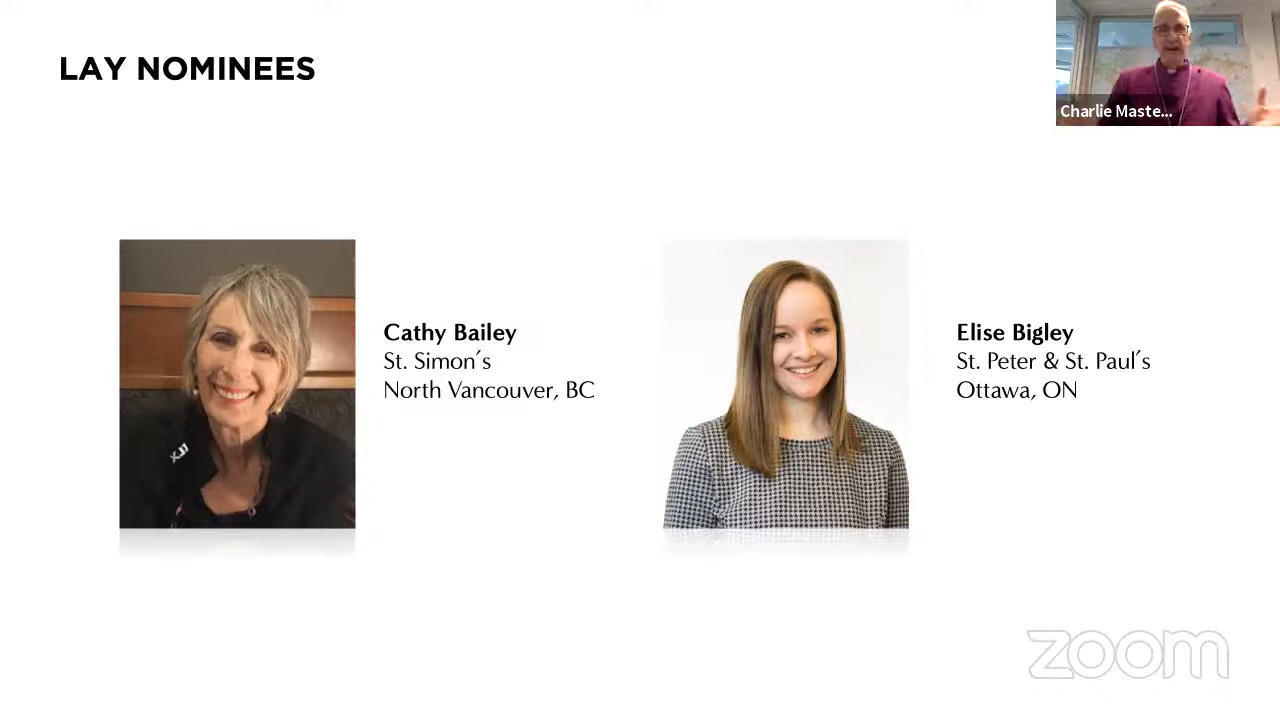 LAY NOMINEES
Charlie Maste...
Cathy Bailey
St. Simon´s
North Vancouver, BC
Elise Bigley
St. Peter & St. Paul´s
Ottawa, ON
zoom